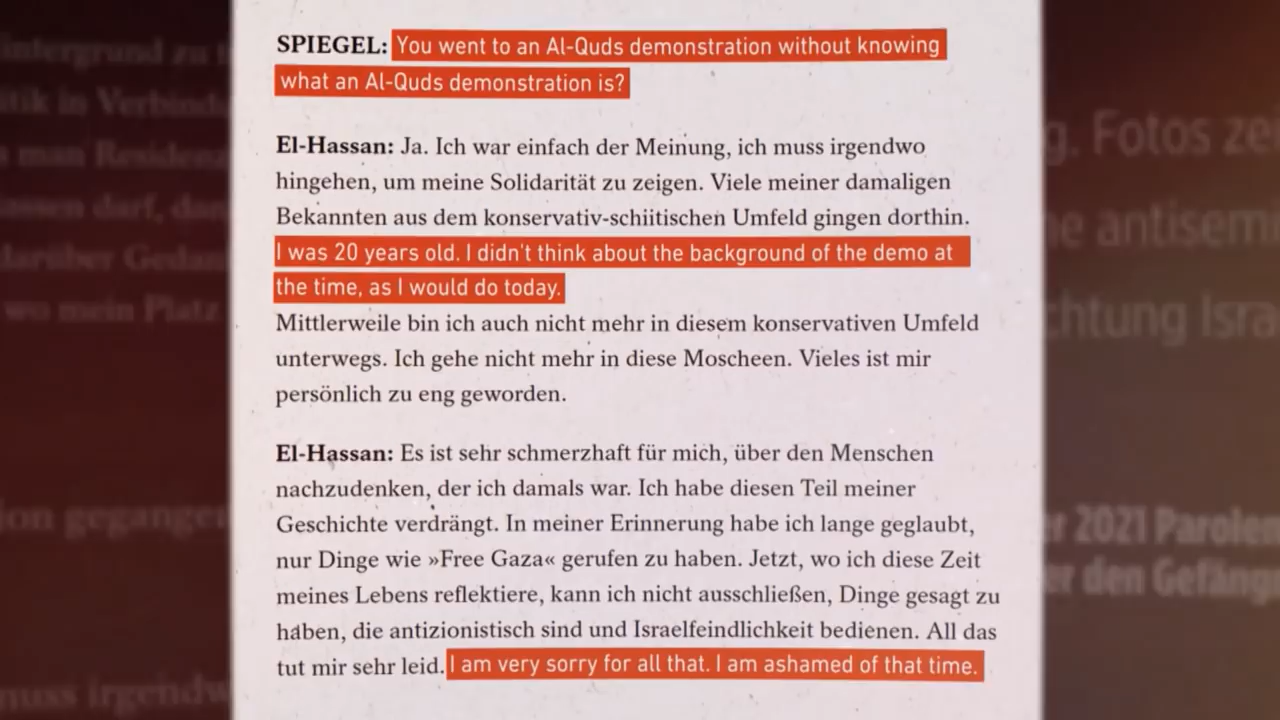 SPIEGEL: You went to an Al-Quds demonstration without knowing
what an Al-Quds demonstration is?
El-Hassan: Ja. Ich war einfach der Meinung, ich muss irgendwo
hingehen, um meine Solidarität zu zeigen. Viele meiner damaligen
Bekannten aus dem konservativ-schiitischen Umfeld gingen dorthin.
I was 20 years old. I didn't think about the background of the demo at
the time, as I would do today.
Mittlerweile bin ich auch nicht mehr in diesem konservativen Umfeld
unterwegs. Ich gehe nicht mehr in diese Moscheen. Vieles ist mir
persönlich zu eng geworden.
El-Hassan: Es ist sehr schmerzhaft für mich, über den Menschen
nachzudenken, der ich damals war. Ich habe diesen Teil meiner
Geschichte verdrängt. In meiner Erinnerung habe ich lange geglaubt,
nur Dinge wie »Free Gaza« gerufen zu haben. Jetzt, wo ich diese Zeit
meines Lebens reflektiere, kann ich nicht ausschließen, Dinge gesagt zu
haben, die antizionistisch sind und Israelfeindlichkeit bedienen. All das
tut mir sehr leid. I am very sorry for all that. I am ashamed of that time.
Fotos
2021 Parolen
den
wo mein Platz